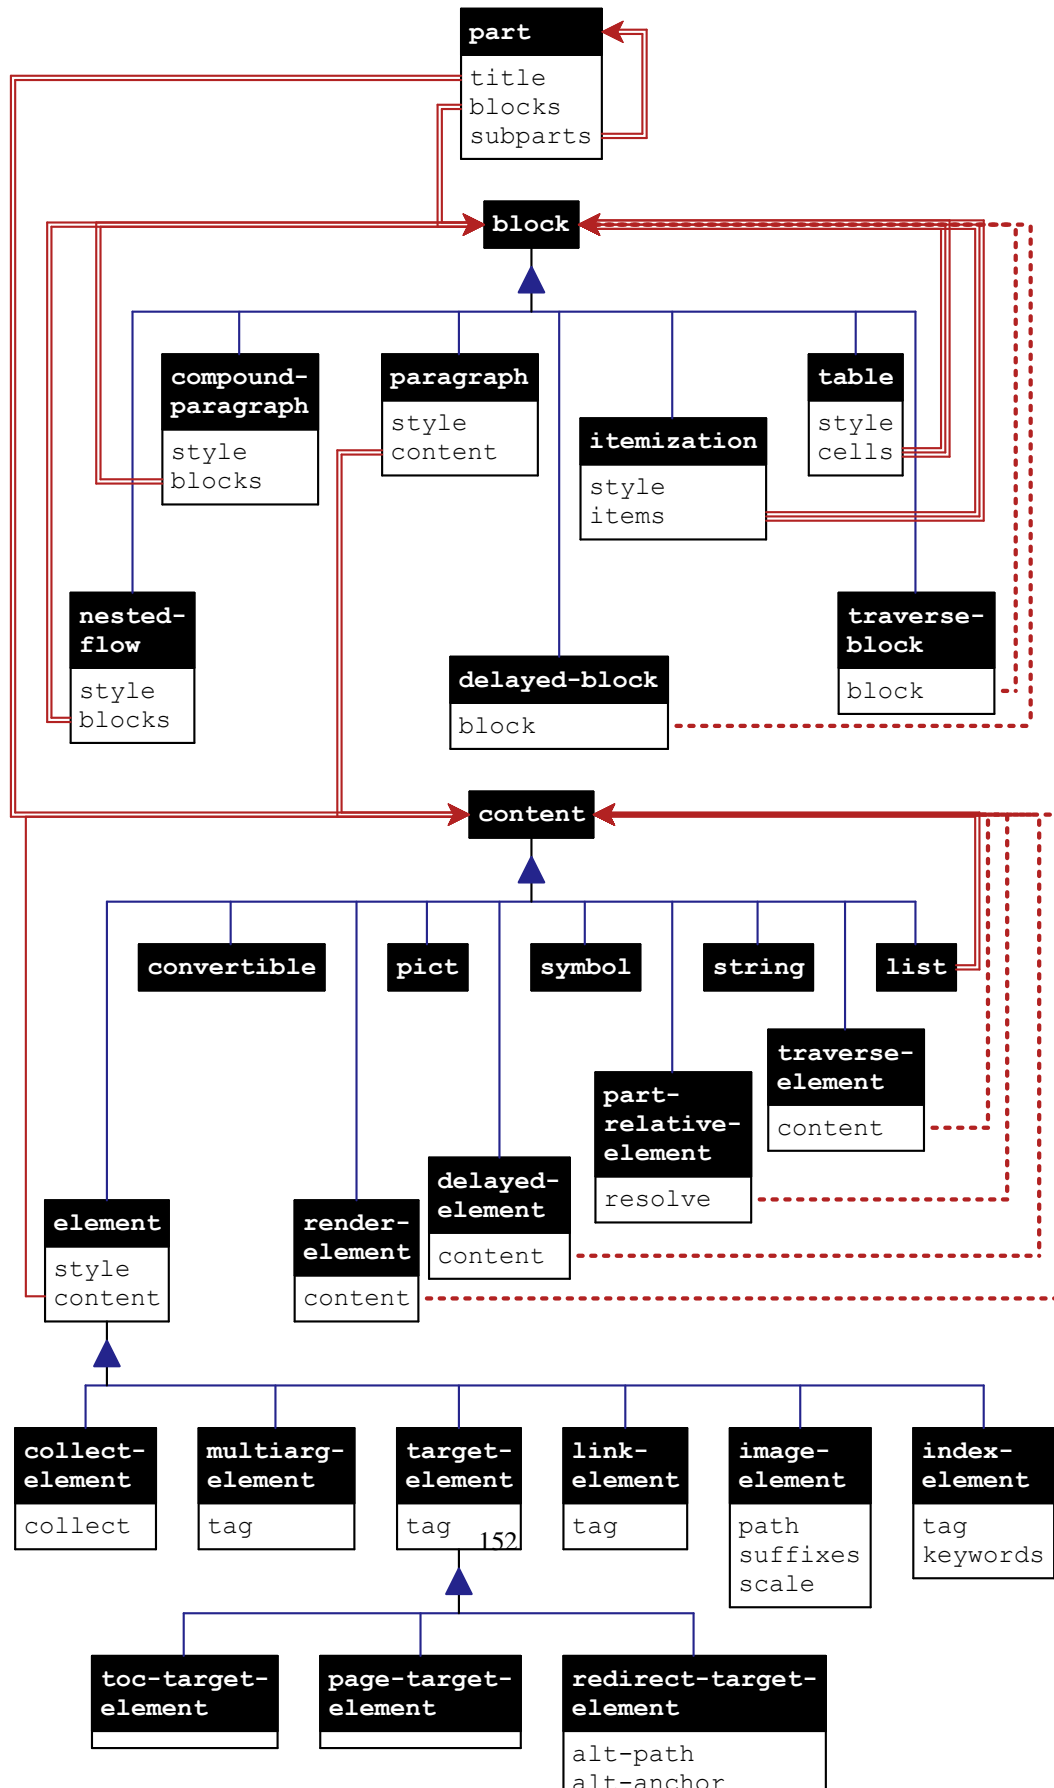 part
title
blocks
subparts
block
compound-
paragraph
style
blocks
paragraph
style
content
itemization
style
items
table
style
cells
nested-
flow
style
blocks
delayed-block
block
traverse-
block
block
content
convertible
pict
symbol
string
list
traverse-
element
content
part-
relative-
element
resolve
delayed-
element
content
render-
element
content
element
style
content
collect-
element
collect
multiarg-
element
tag
target-
element
tag
152
link-
element
tag
image-
element
path
suffixes
scale
index-
element
tag
keywords
toc-target-
element
page-target-
element
redirect-target-
element
alt-path
alt-anchor